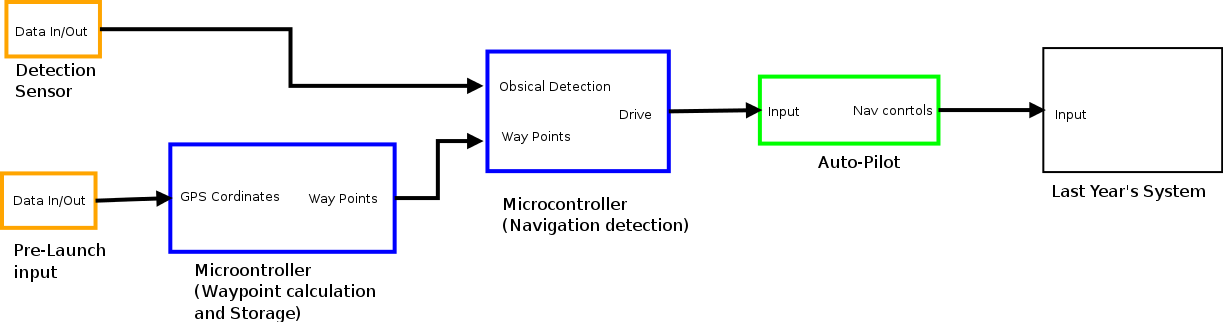 Data In/Out
Detection
Sensor
Data In/Out
Pre-Launch
input
GPS Cordinates
Way Points
Microontroller
(Waypoint calculation
and Storage)
Obsical Detection
Drive
Way Points
Microcontroller
(Navigation detection)
Input
Nav conrtols
Auto-Pilot
Input
Last Year's System